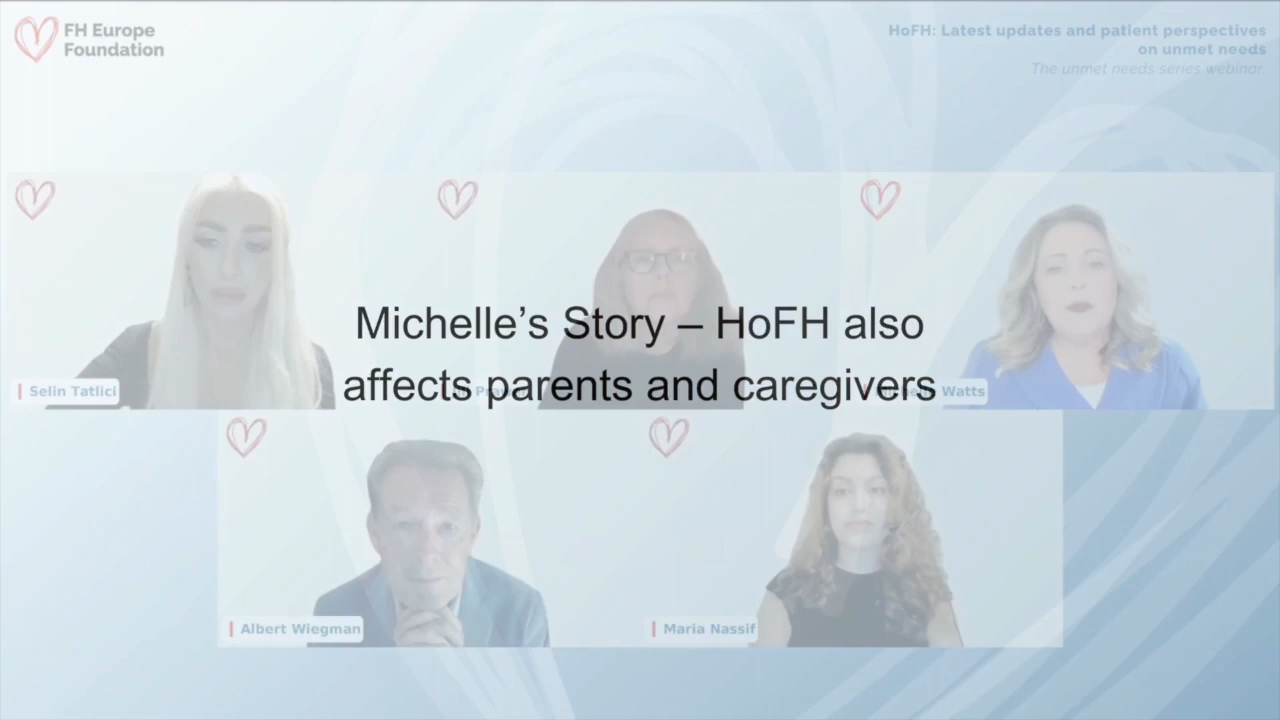 FH Europe
Foundation
HoFH: Latest updates and patient perspectives
on unmet needs
The unmet needs series webinar
Michelle’s Story – HoFH also
affects parents and caregivers
Selin Tatlici
Watts
Albert Wiegman
Maria Nassif